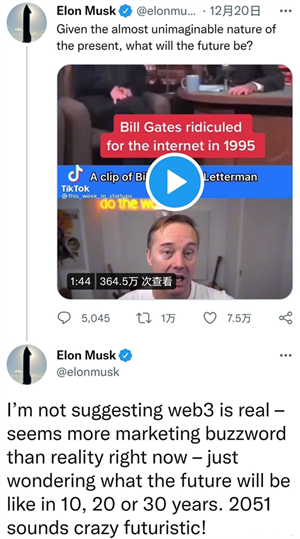 Elon Musk @elonmu... · 12月20日
Given the almost unimaginable nature of
the present, what will the future be?
Bill Gates ridiculed
for the internet in 1995
A clip of Bi Letterman
TikTok
@this_week_in_startups
do the wo
1:44 364.5万 次查看
5,045 1万 7.5万
Elon Musk
@elonmusk
I'm not suggesting web3 is real –
seems more marketing buzzword
than reality right now – just
wondering what the future will be
like in 10, 20 or 30 years. 2051
sounds crazy futuristic!